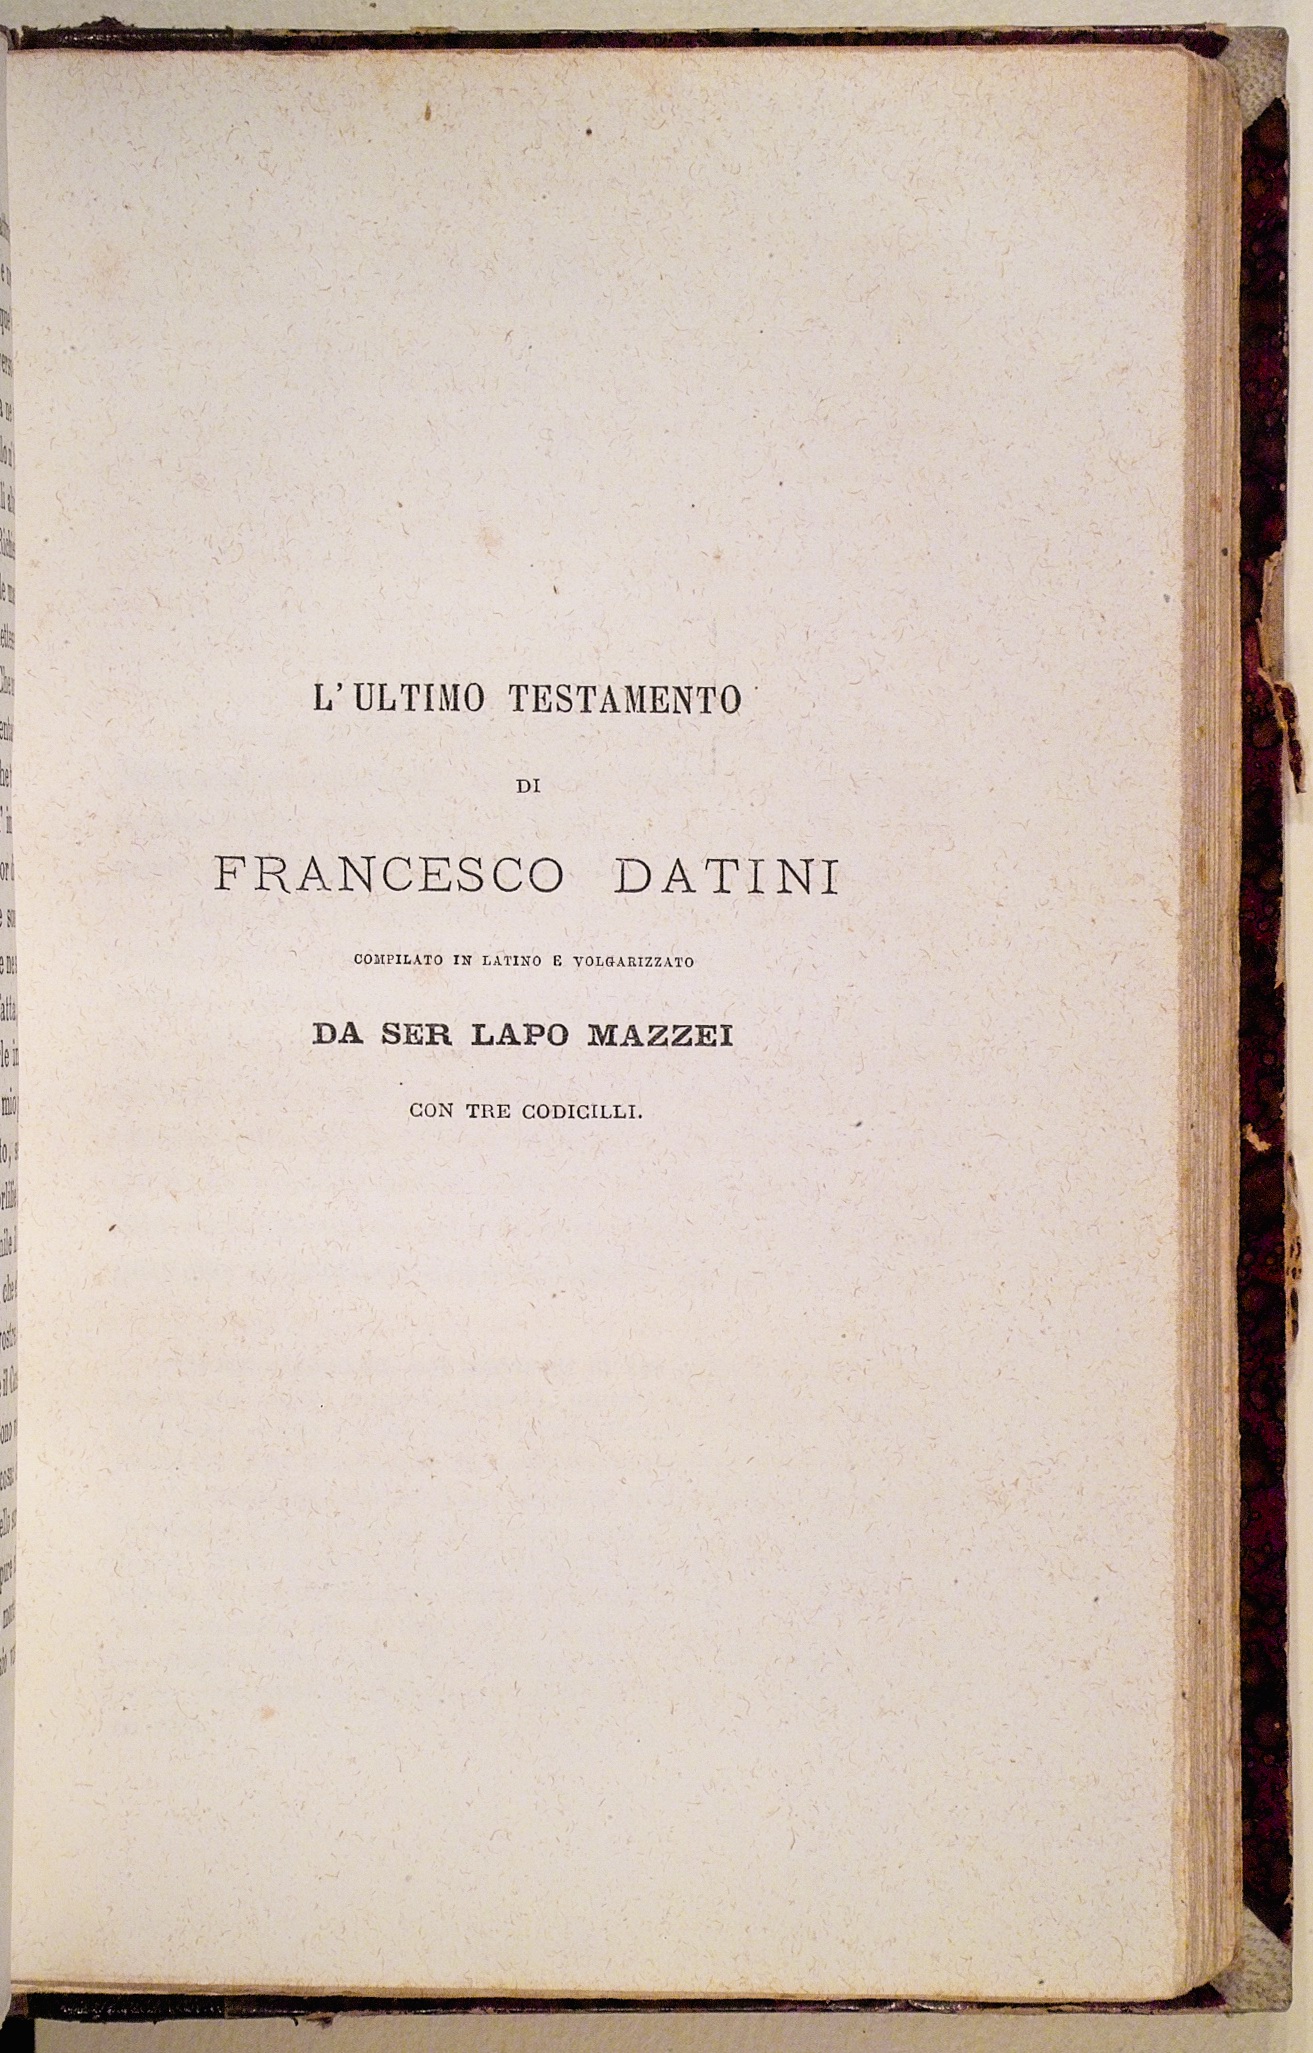 L' ULTIMO TESTAMENTO
DI
FRANCESCO DATINI
COMPILATO IN LATINO E VOLGARIZZATO
DA SER LAPO MAZZEI
CON TRE CODICILLI.